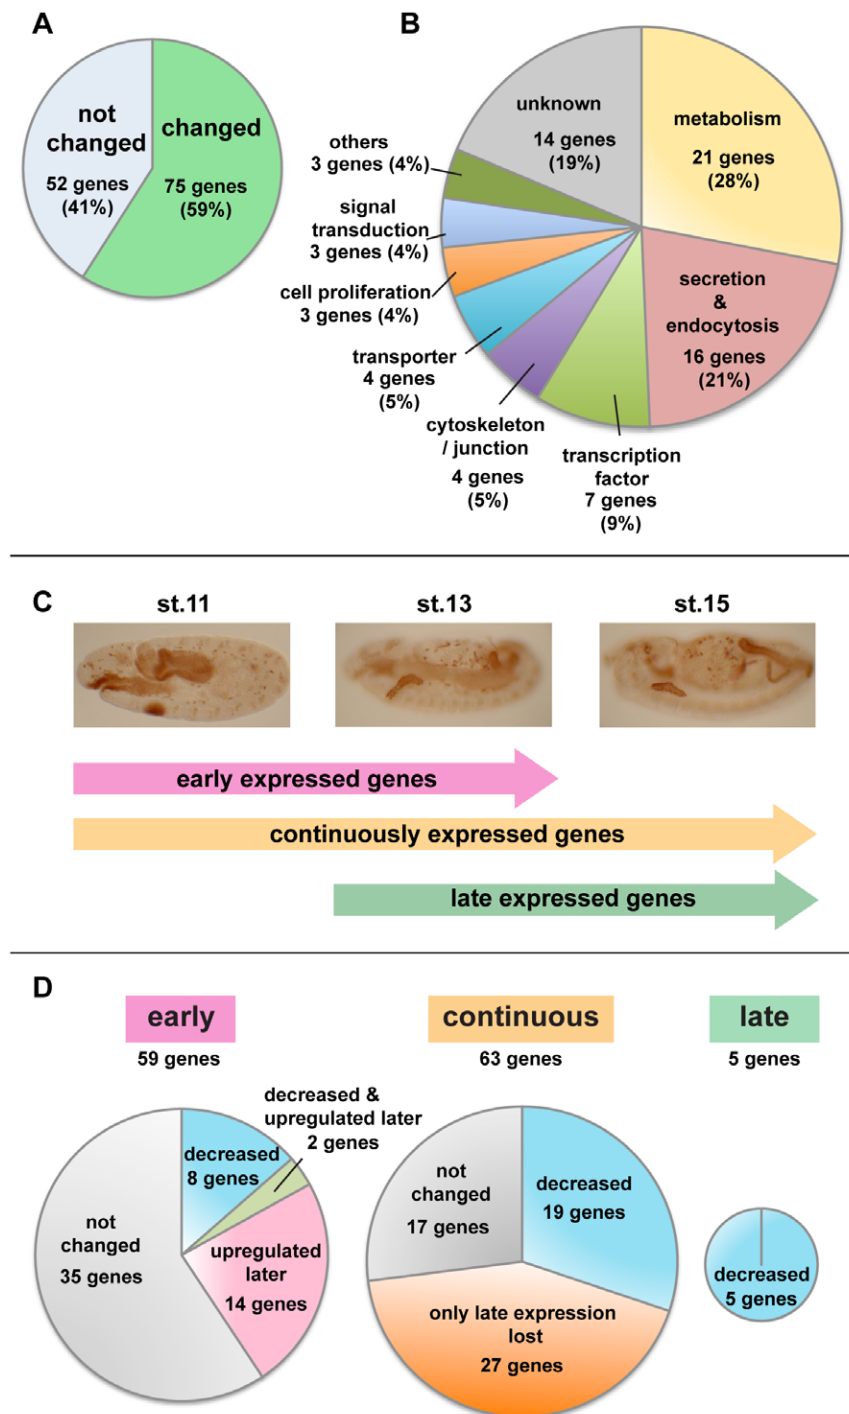 A
not
changed
52 genes
(41%)
changed
75 genes
(59%)
B
unknown
14 genes
(19%)
metabolism
21 genes
(28%)
others
3 genes (4%)
signal
transduction
3 genes (4%)
cell proliferation
3 genes (4%)
transporter
4 genes
(5%)
cytoskeleton
/ junction
4 genes
(5%)
transcription
factor
7 genes
(9%)
secretion
&
endocytosis
16 genes
(21%)
C
st.11
st.13
st.15
early expressed genes
continuously expressed genes
late expressed genes
D
early
59 genes
continuous
63 genes
late
5 genes
decreased &
upregulated later
2 genes
decreased
8 genes
not
changed
35 genes
upregulated
later
14 genes
not
changed
17 genes
decreased
19 genes
only late expression
lost
27 genes
decreased
5 genes